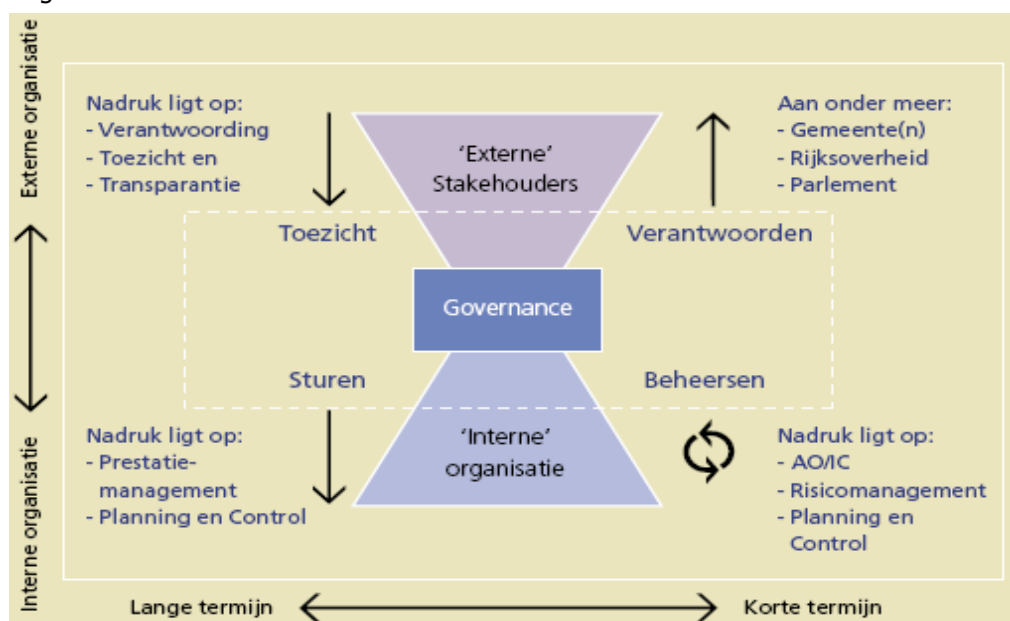 Externe organisatie
Nadruk ligt op:
- Verantwoording
- Toezicht en
- Transparantie
'Externe'
Stakehouders
Aan onder meer:
- Gemeente(n)
- Rijksoverheid
- Parlement
Toezicht
Verantwoorden
Governance
Sturen
Beheersen
Interne organisatie
Nadruk ligt op:
- Prestatie-
management
- Planning en Control
'Interne'
organisatie
Nadruk ligt op:
- AO/IC
- Risicomanagement
- Planning en
Control
Lange termijn
Korte termijn